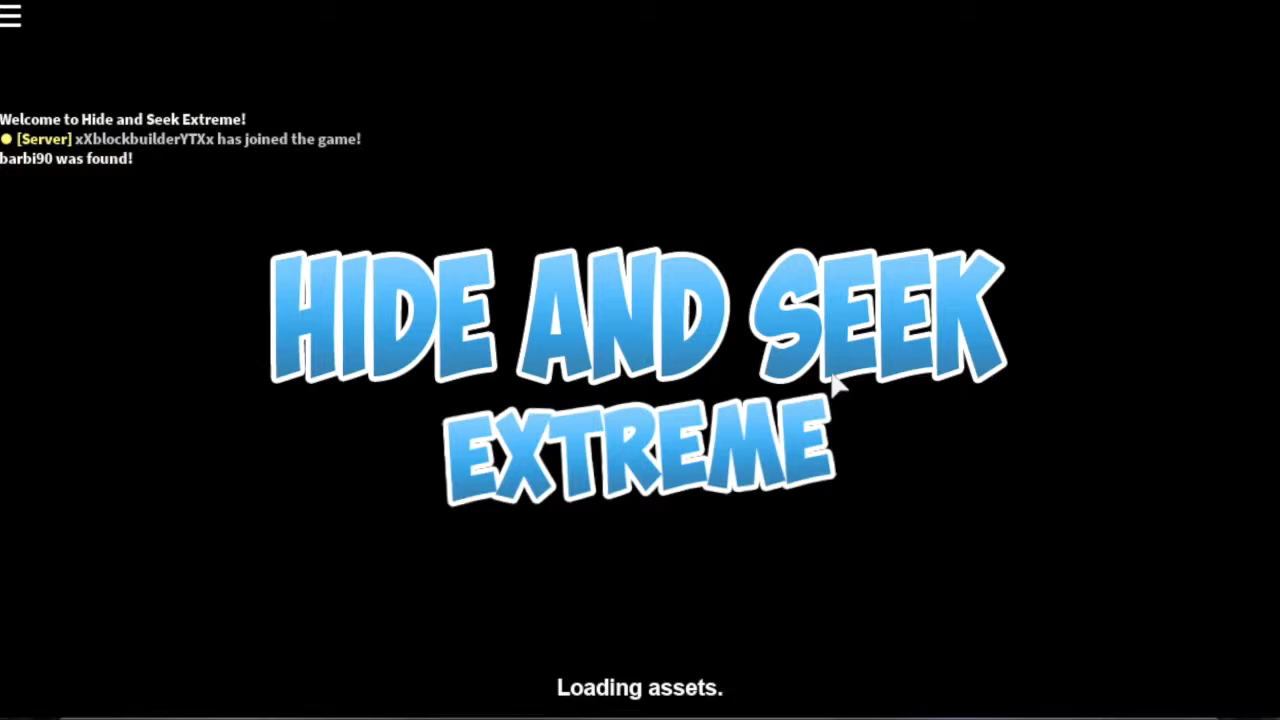 Welcome to Hide and Seek Extreme!
[Server] xXblockbuilderYTXx has joined the game!
barbi90 was found!
HIDE AND SEEK
EXTREME
Loading assets.